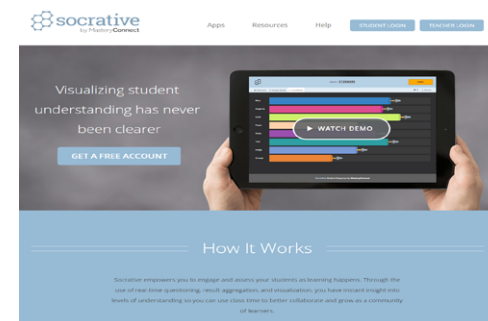 socrative
by MasteryConnect
Apps Resources Help STUDENT LOGIN TEACHER LOGIN
Visualizing student
understanding has never
been clearer
GET A FREE ACCOUNT
WATCH DEMO
How It Works
Socrative empowers you to engage and assess your students as learning happens. Through the
use of real-time questioning, result aggregation, and visualization, you have instant insight into
levels of understanding so you can use class time to better collaborate and grow as a community
of learners.